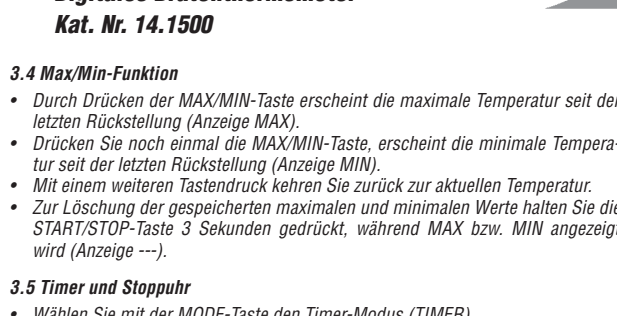 Digitales Bratenthermometer
Kat. Nr. 14.1500
3.4 Max/Min-Funktion
• Durch Drücken der MAX/MIN-Taste erscheint die maximale Temperatur seit der
letzten Rückstellung (Anzeige MAX).
• Drücken Sie noch einmal die MAX/MIN-Taste, erscheint die minimale Tempera-
tur seit der letzten Rückstellung (Anzeige MIN).
• Mit einem weiteren Tastendruck kehren Sie zurück zur aktuellen Temperatur.
• Zur Löschung der gespeicherten maximalen und minimalen Werte halten Sie die
START/STOP-Taste 3 Sekunden gedrückt, während MAX bzw. MIN angezeigt
wird (Anzeige ---).
3.5 Timer und Stoppuhr
• Wählen Sie mit der MODE-Taste den Timer-Modus (TIMER)